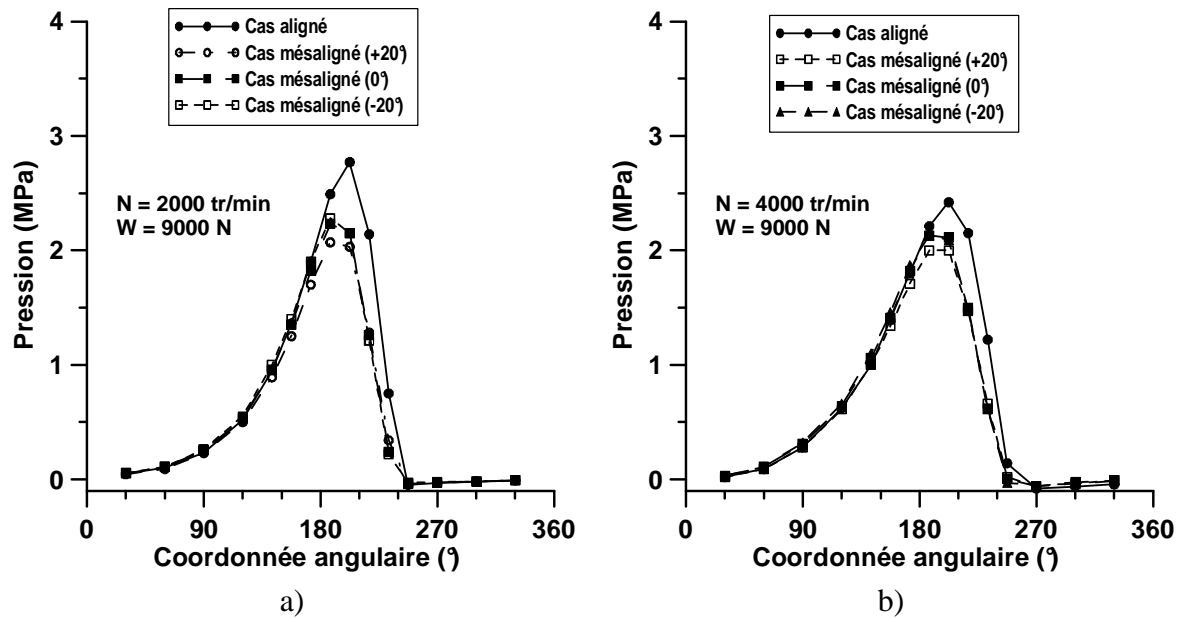 4
3
2
1
0
Pression (MPa)
Cas aligné
Cas mésaligné (+20°)
Cas mésaligné (0°)
Cas mésaligné (-20°)
N = 2000 tr/min
W = 9000 N
0
90
180
270
360
Coordonnée angulaire (°)
a)
4
3
2
1
0
Pression (MPa)
Cas aligné
Cas mésaligné (+20°)
Cas mésaligné (0°)
Cas mésaligné (-20°)
N = 4000 tr/min
W = 9000 N
0
90
180
270
360
Coordonnée angulaire (°)
b)